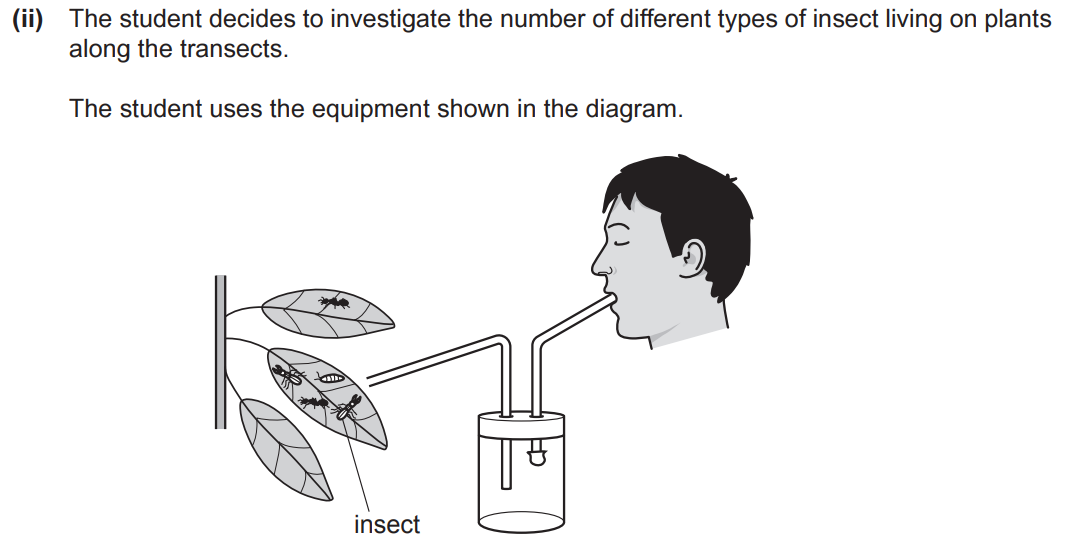 (ii) The student decides to investigate the number of different types of insect living on plants
along the transects.
The student uses the equipment shown in the diagram.
insect